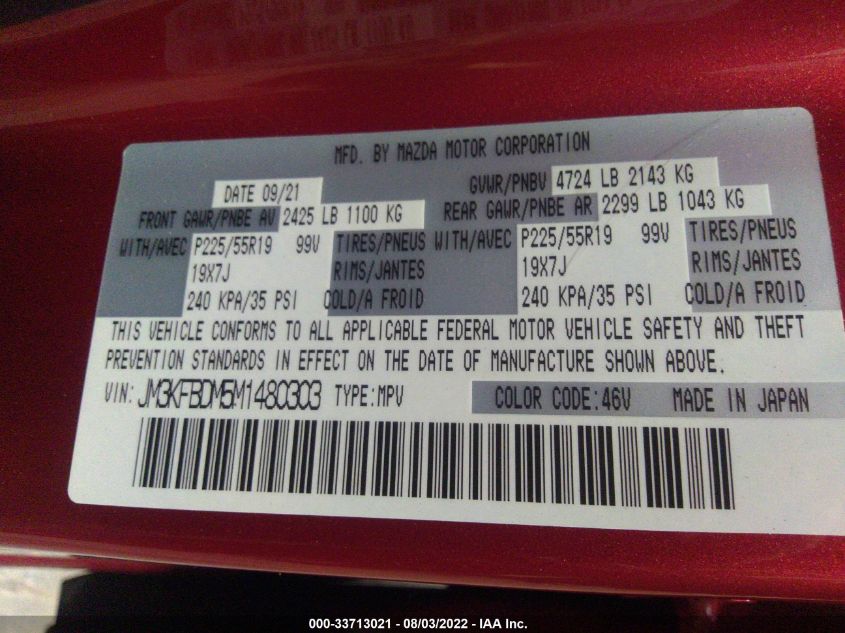 MFD. BY MAZDA MOTOR CORPORATION
DATE 09/21 GVWR/PNBV 4724 LB 2143 KG
FRONT GAWR/PNBE AV 2425 LB 1100 KG REAR GAWR/PNBE AR 2299 LB 1043 KG
WITH/AVEC P225/55R19 99V TIRES/PNEUS WITH/AVEC P225/55R19 99V TIRES/PNEUS
19X7J RIMS/JANTES 19X7J RIMS/JANTES
240 KPA/35 PSI COLD/A FROID 240 KPA/35 PSI COLD/A FROID
THIS VEHICLE CONFORMS TO ALL APPLICABLE FEDERAL MOTOR VEHICLE SAFETY AND THEFT
PREVENTION STANDARDS IN EFFECT ON THE DATE OF MANUFACTURE SHOWN ABOVE.
VIN: JM3KFBDM5M1480303 TYPE:MPV COLOR CODE:46V MADE IN JAPAN
000-33713021 - 08/03/2022 - IAA Inc.